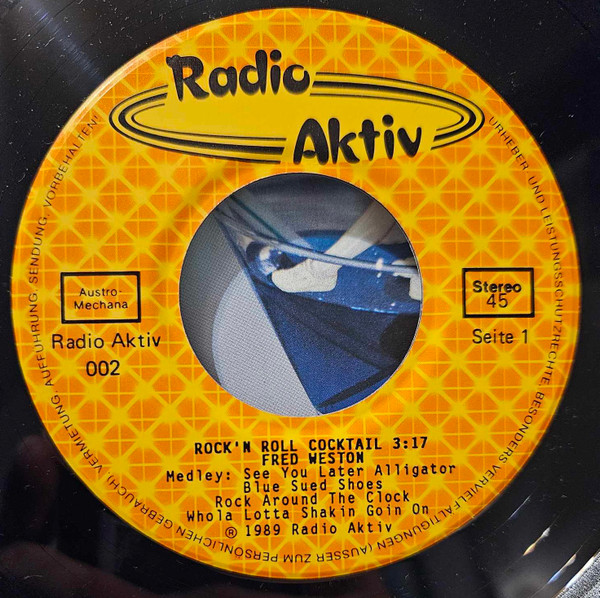 Radio
Aktiv
Austro-
Mechana
Radio Aktiv
002
Stereo
45
Seite 1
ROCK'N ROLL COCKTAIL 3:17
FRED WESTON
Medley: See You Later Alligator
Blue Sued Shoes
Rock Around The Clock
Whola Lotta Shakin Goin On
℗ 1989 Radio Aktiv
URHEBER- UND LEISTUNGSSCHUTZRECHTE, BESONDERS VERVIELFÄLTIGUNGEN (AUSSER ZUM PERSÖNLICHEN GEBRAUCH) VERMIETUNG, AUFFÜHRUNG, SENDUNG, VORBEHALTEN!